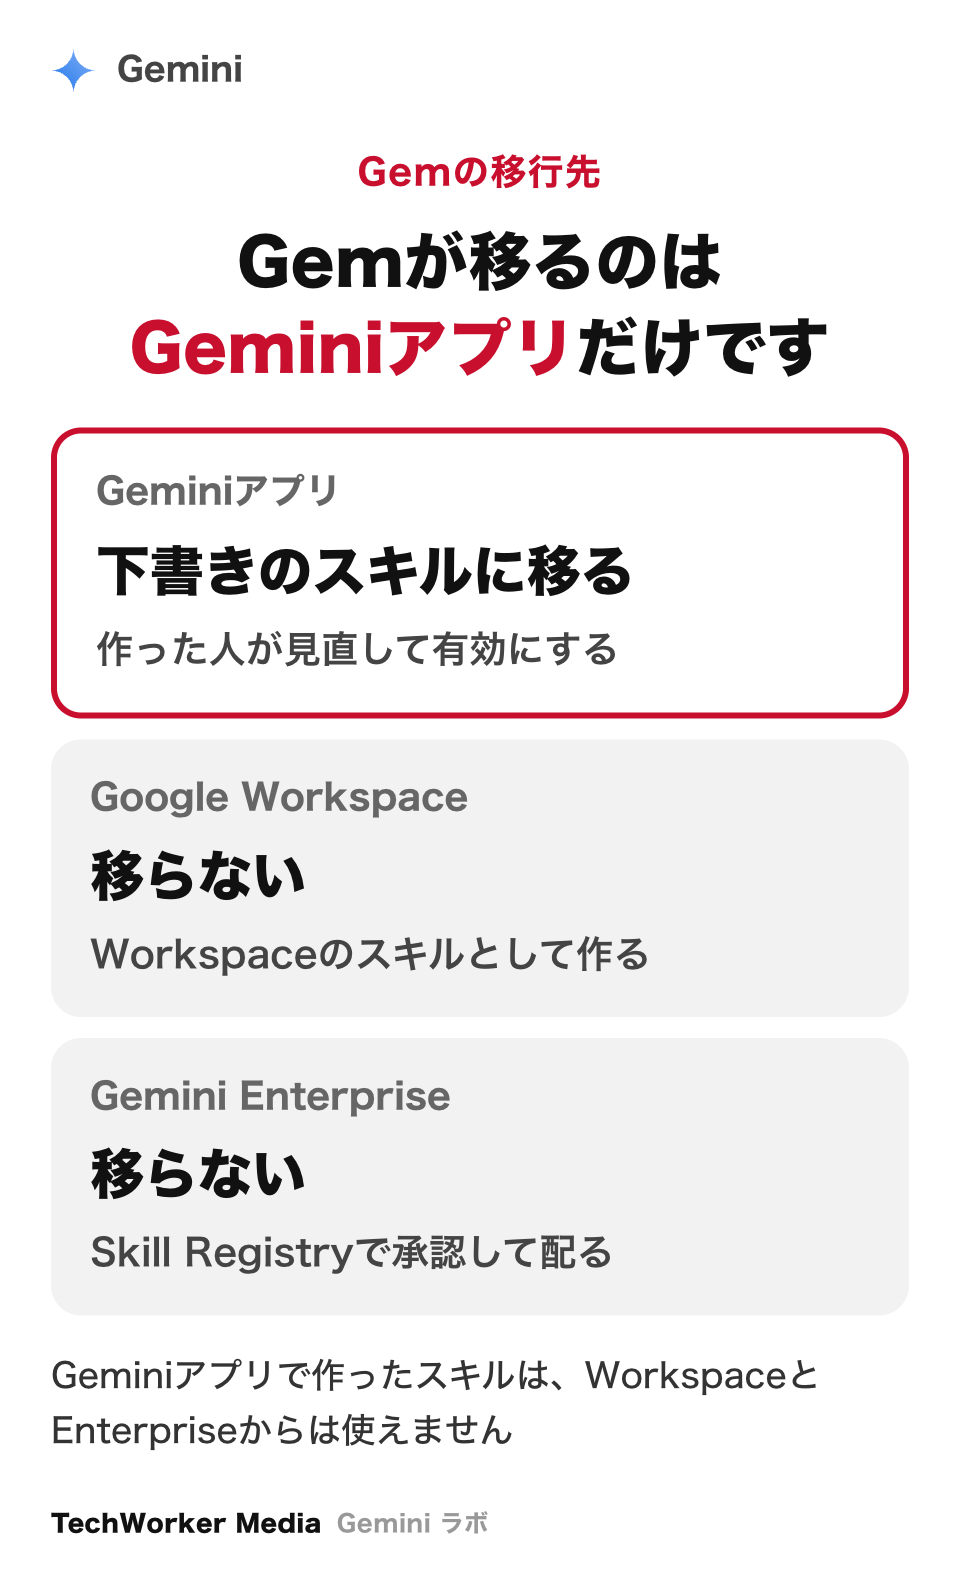 Gemini
Gemの移行先
Gemが移るのは
Geminiアプリだけです
Geminiアプリ
下書きのスキルに移る
作った人が見直して有効にする
Google Workspace
移らない
Workspaceのスキルとして作る
Gemini Enterprise
移らない
Skill Registryで承認して配る
Geminiアプリで作ったスキルは、Workspaceと
Enterpriseからは使えません
TechWorker Media Gemini ラボ